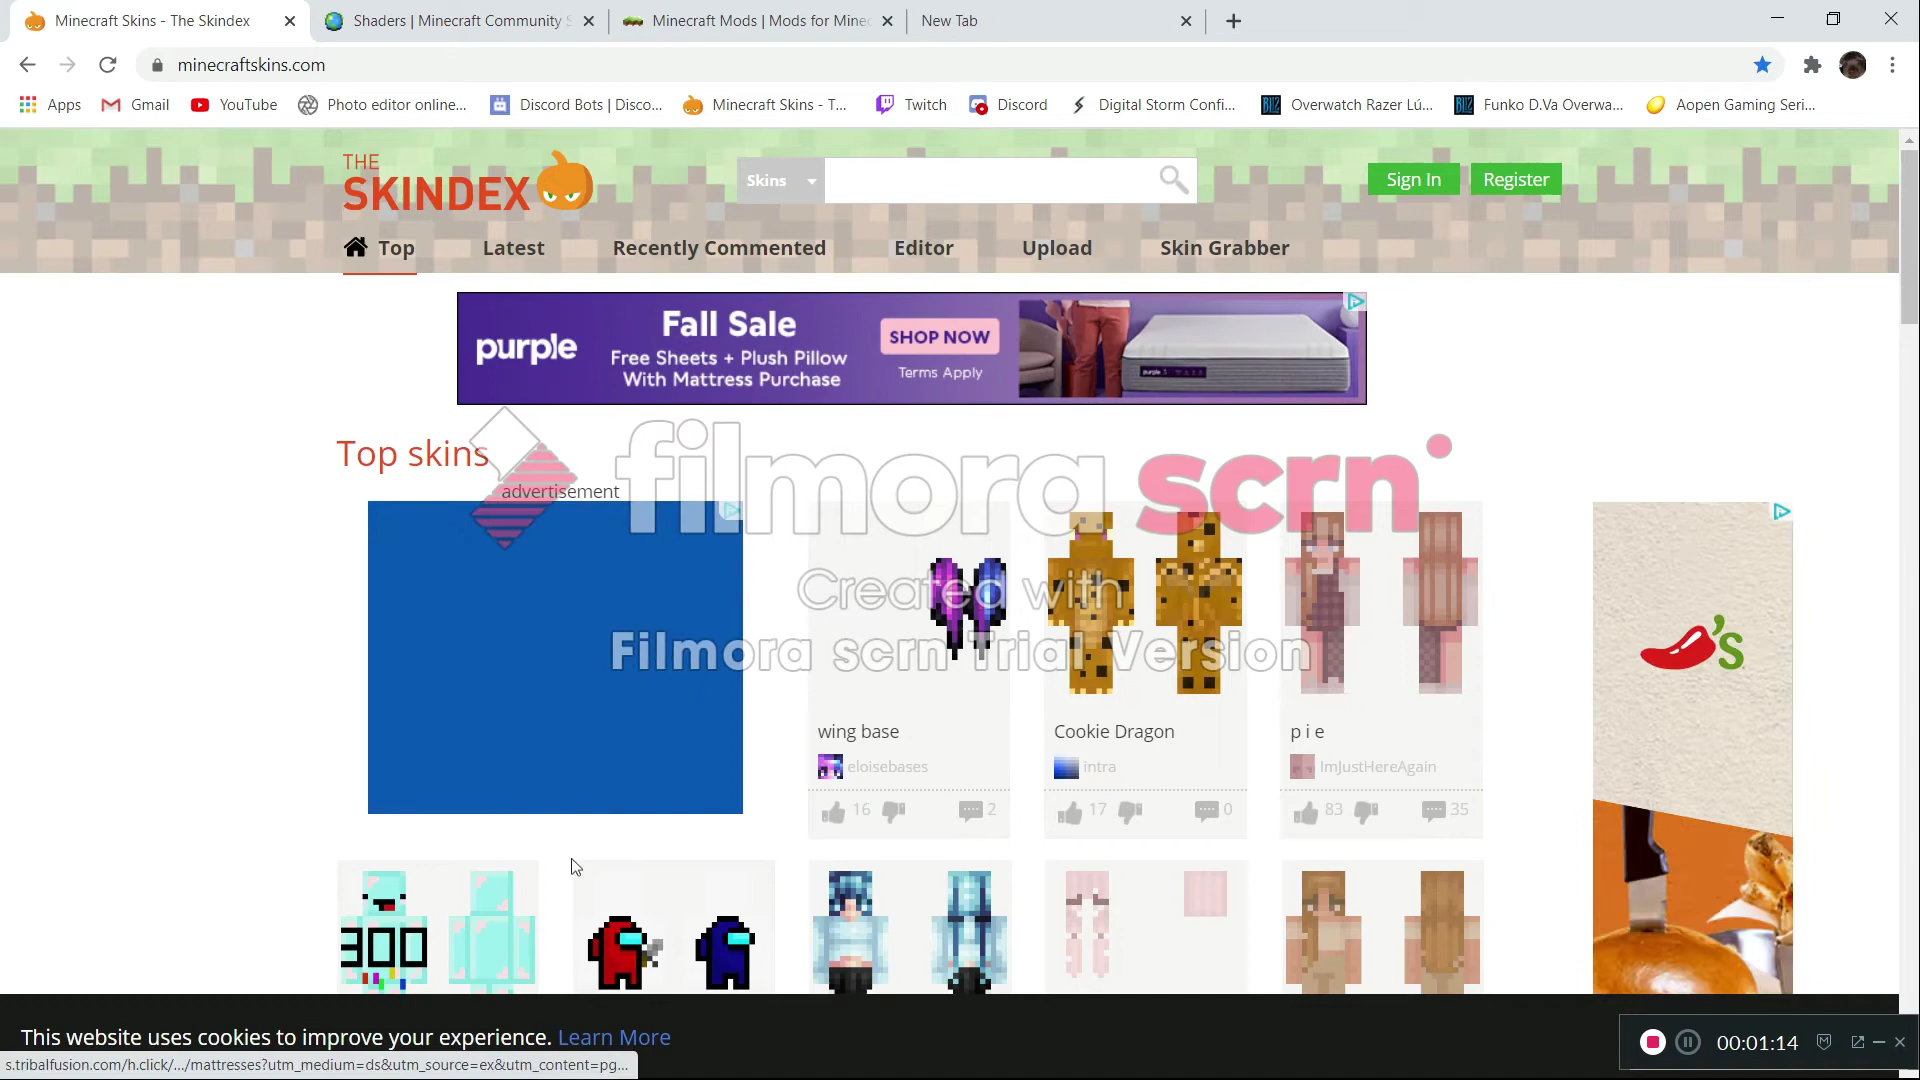 Minecraft Skins - The Skindex
Shaders | Minecraft Community S
Minecraft Mods | Mods for Minec
New Tab
minecraftskins.com
Apps
Gmail
YouTube
Photo editor online...
Discord Bots | Disco...
Minecraft Skins - T...
Twitch
Discord
Digital Storm Confi...
Overwatch Razer Lú...
Funko D.Va Overwa...
Aopen Gaming Seri...
THE
SKINDEX
Skins
Sign In
Register
Top
Latest
Recently Commented
Editor
Upload
Skin Grabber
purple
Fall Sale
Free Sheets + Plush Pillow
With Mattress Purchase
SHOP NOW
Terms Apply
Top skins
filmora scrn
advertisement
Created with
Filmora scrn Trial Version
wing base
eloisebases
16
2
Cookie Dragon
intra
17
0
p i e
ImJustHereAgain
83
35
300
's
This website uses cookies to improve your experience. Learn More
s.tribalfusion.com/h.click/.../mattresses?utm_medium=ds&utm_source=ex&utm_content=pg...
00:01:14